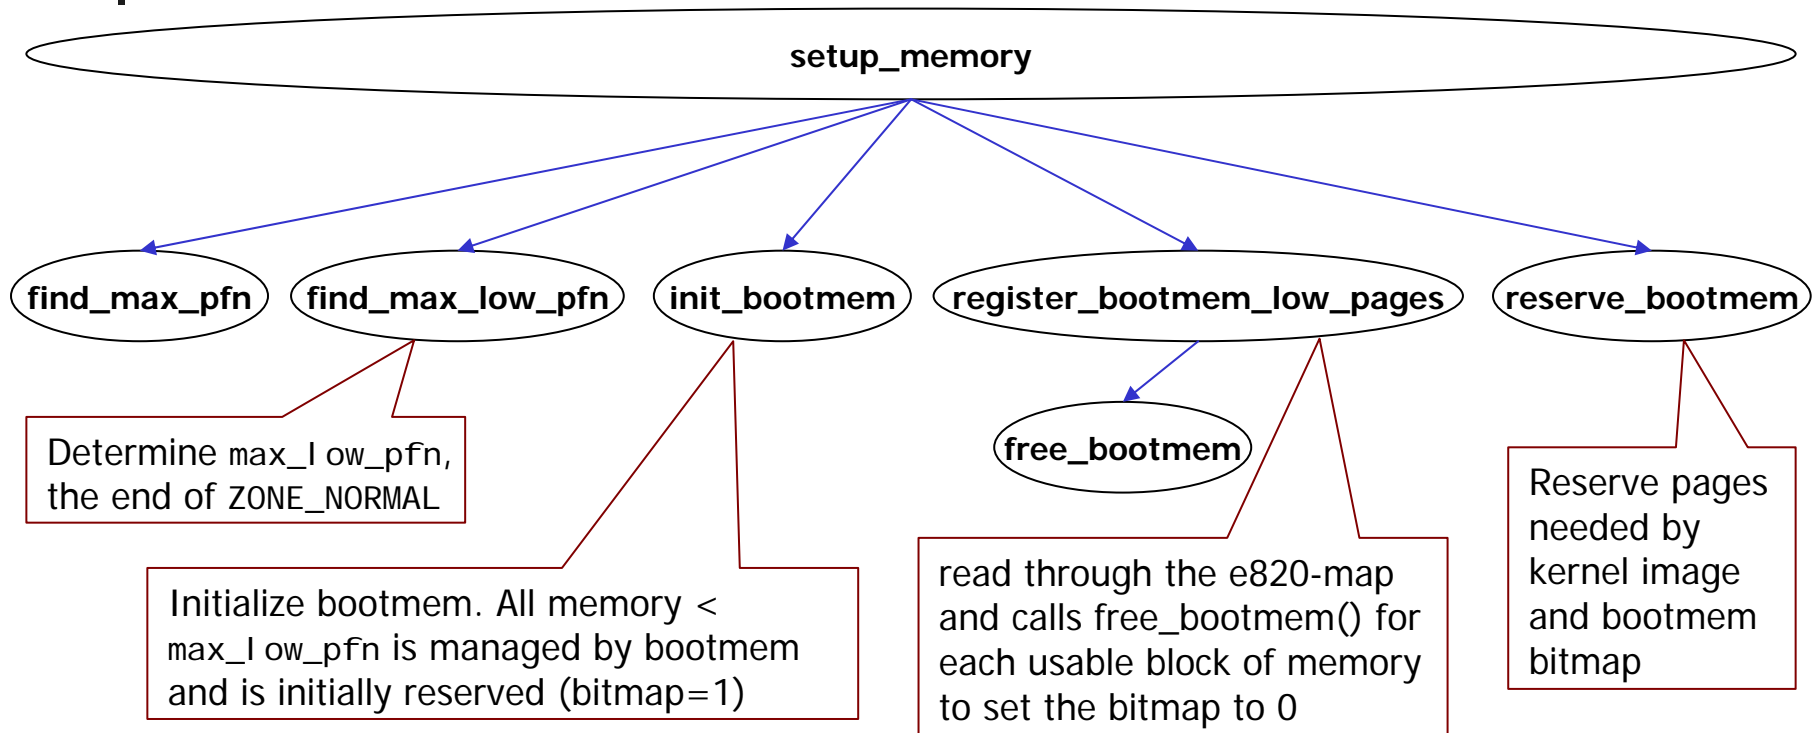 setup_memory
find_max_pfn
find_max_low_pfn
init_bootmem
register_bootmem_low_pages
reserve_bootmem
free_bootmem
Determine max_low_pfn,
the end of ZONE_NORMAL
Initialize bootmem. All memory <
max_low_pfn is managed by bootmem
and is initially reserved (bitmap=1)
read through the e820-map
and calls free_bootmem() for
each usable block of memory
to set the bitmap to 0
Reserve pages
needed by
kernel image
and bootmem
bitmap